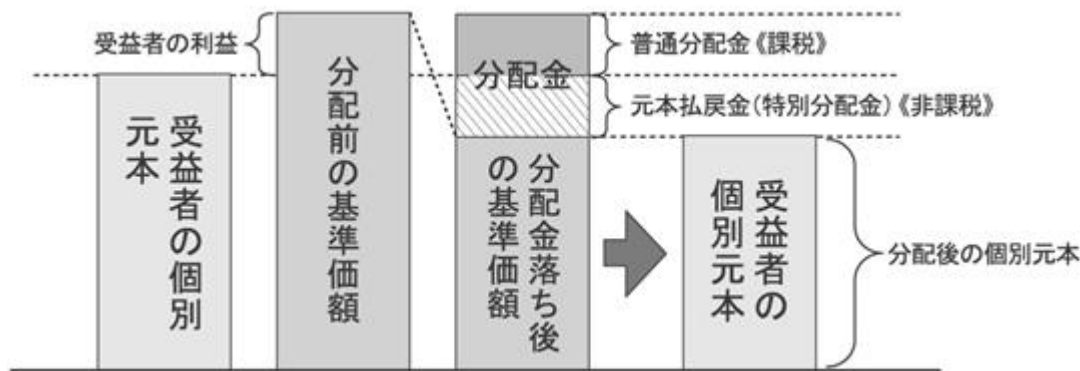 受益者の利益
受益者の個別
元本
分配前の基準価額
分配金
分配金落ち後
の基準価額
普通分配金《課税》
元本払戻金（特別分配金）《非課税》
受益者の
個別元本
分配後の個別元本